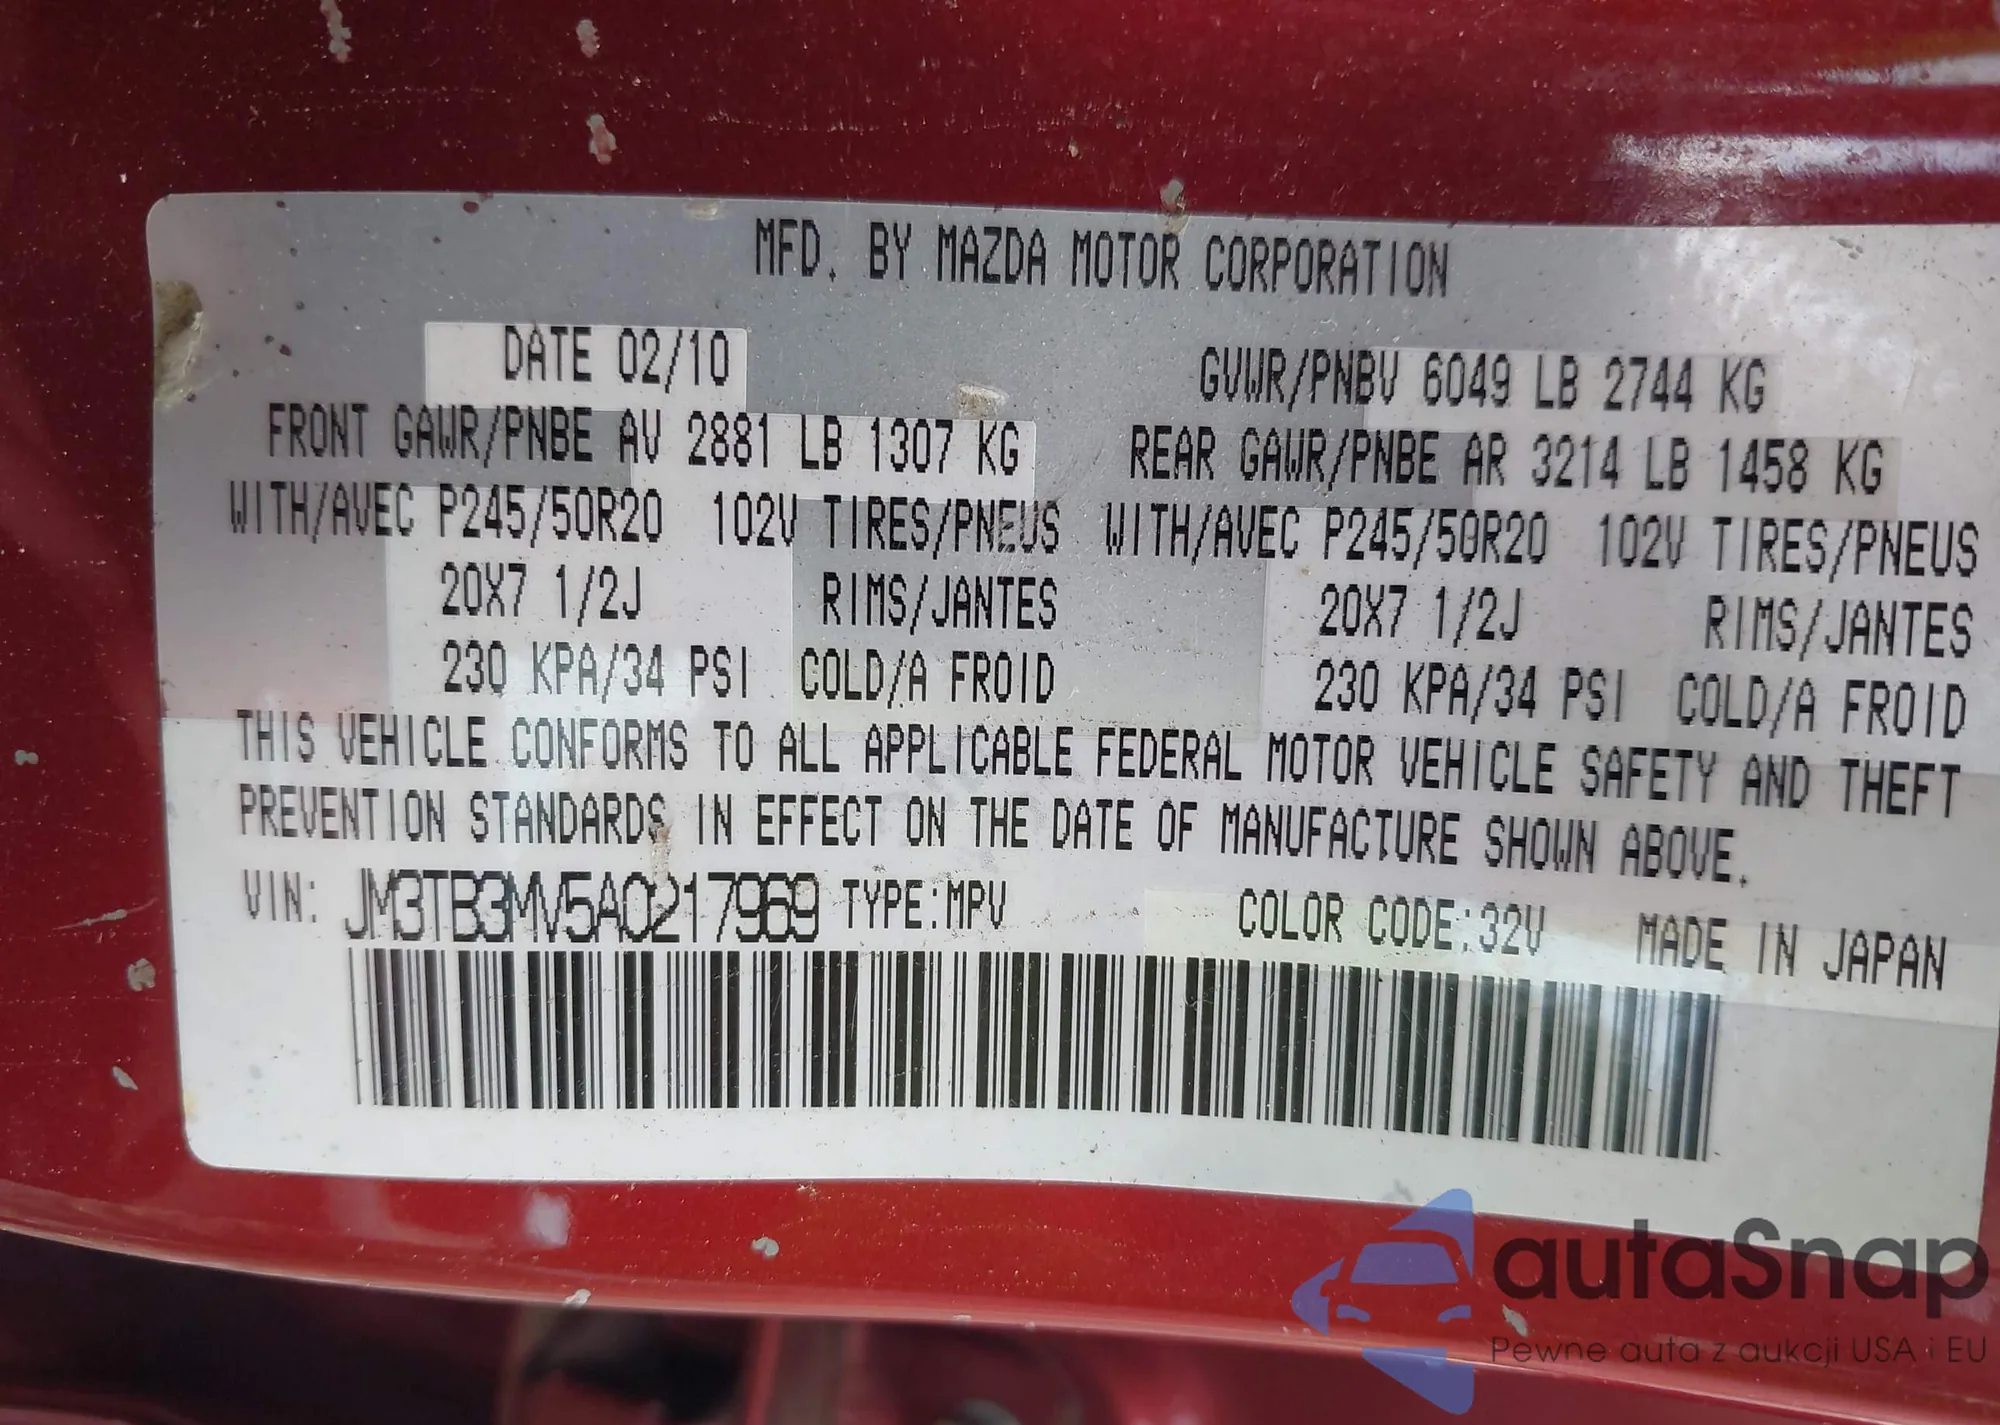 MFD. BY MAZDA MOTOR CORPORATION
DATE 02/10 GVWR/PNBV 6049 LB 2744 KG
FRONT GAWR/PNBE AV 2881 LB 1307 KG REAR GAWR/PNBE AR 3214 LB 1458 KG
WITH/AVEC P245/50R20 102V TIRES/PNEUS WITH/AVEC P245/50R20 102V TIRES/PNEUS
20X7 1/2J RIMS/JANTES 20X7 1/2J RIMS/JANTES
230 KPA/34 PSI COLD/A FROID 230 KPA/34 PSI COLD/A FROID
THIS VEHICLE CONFORMS TO ALL APPLICABLE FEDERAL MOTOR VEHICLE SAFETY AND THEFT
PREVENTION STANDARDS IN EFFECT ON THE DATE OF MANUFACTURE SHOWN ABOVE.
VIN: JM3TB3MV5A0217969 TYPE:MPV COLOR CODE:32V MADE IN JAPAN
autaSnap
Pewne auta z aukcji USA i EU